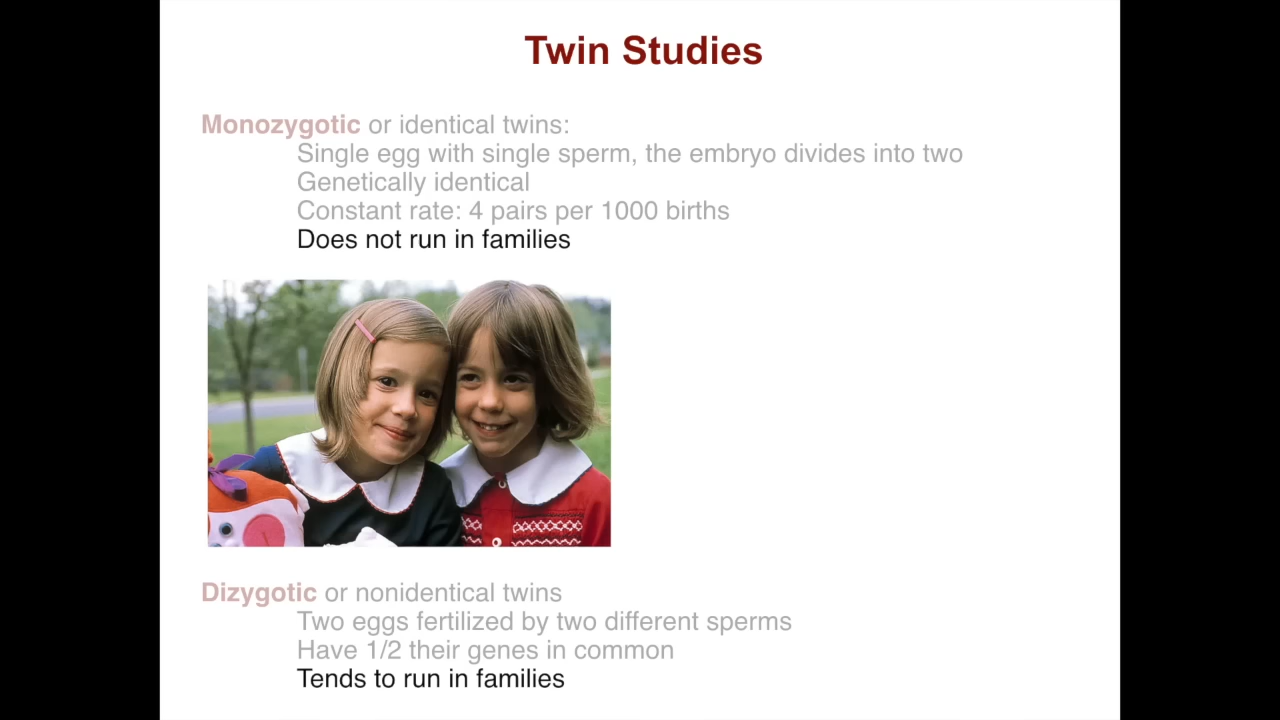 Twin Studies
Monozygotic or identical twins:
Single egg with single sperm, the embryo divides into two
Genetically identical
Constant rate: 4 pairs per 1000 births
Does not run in families
Dizygotic or nonidentical twins
Two eggs fertilized by two different sperms
Have 1/2 their genes in common
Tends to run in families